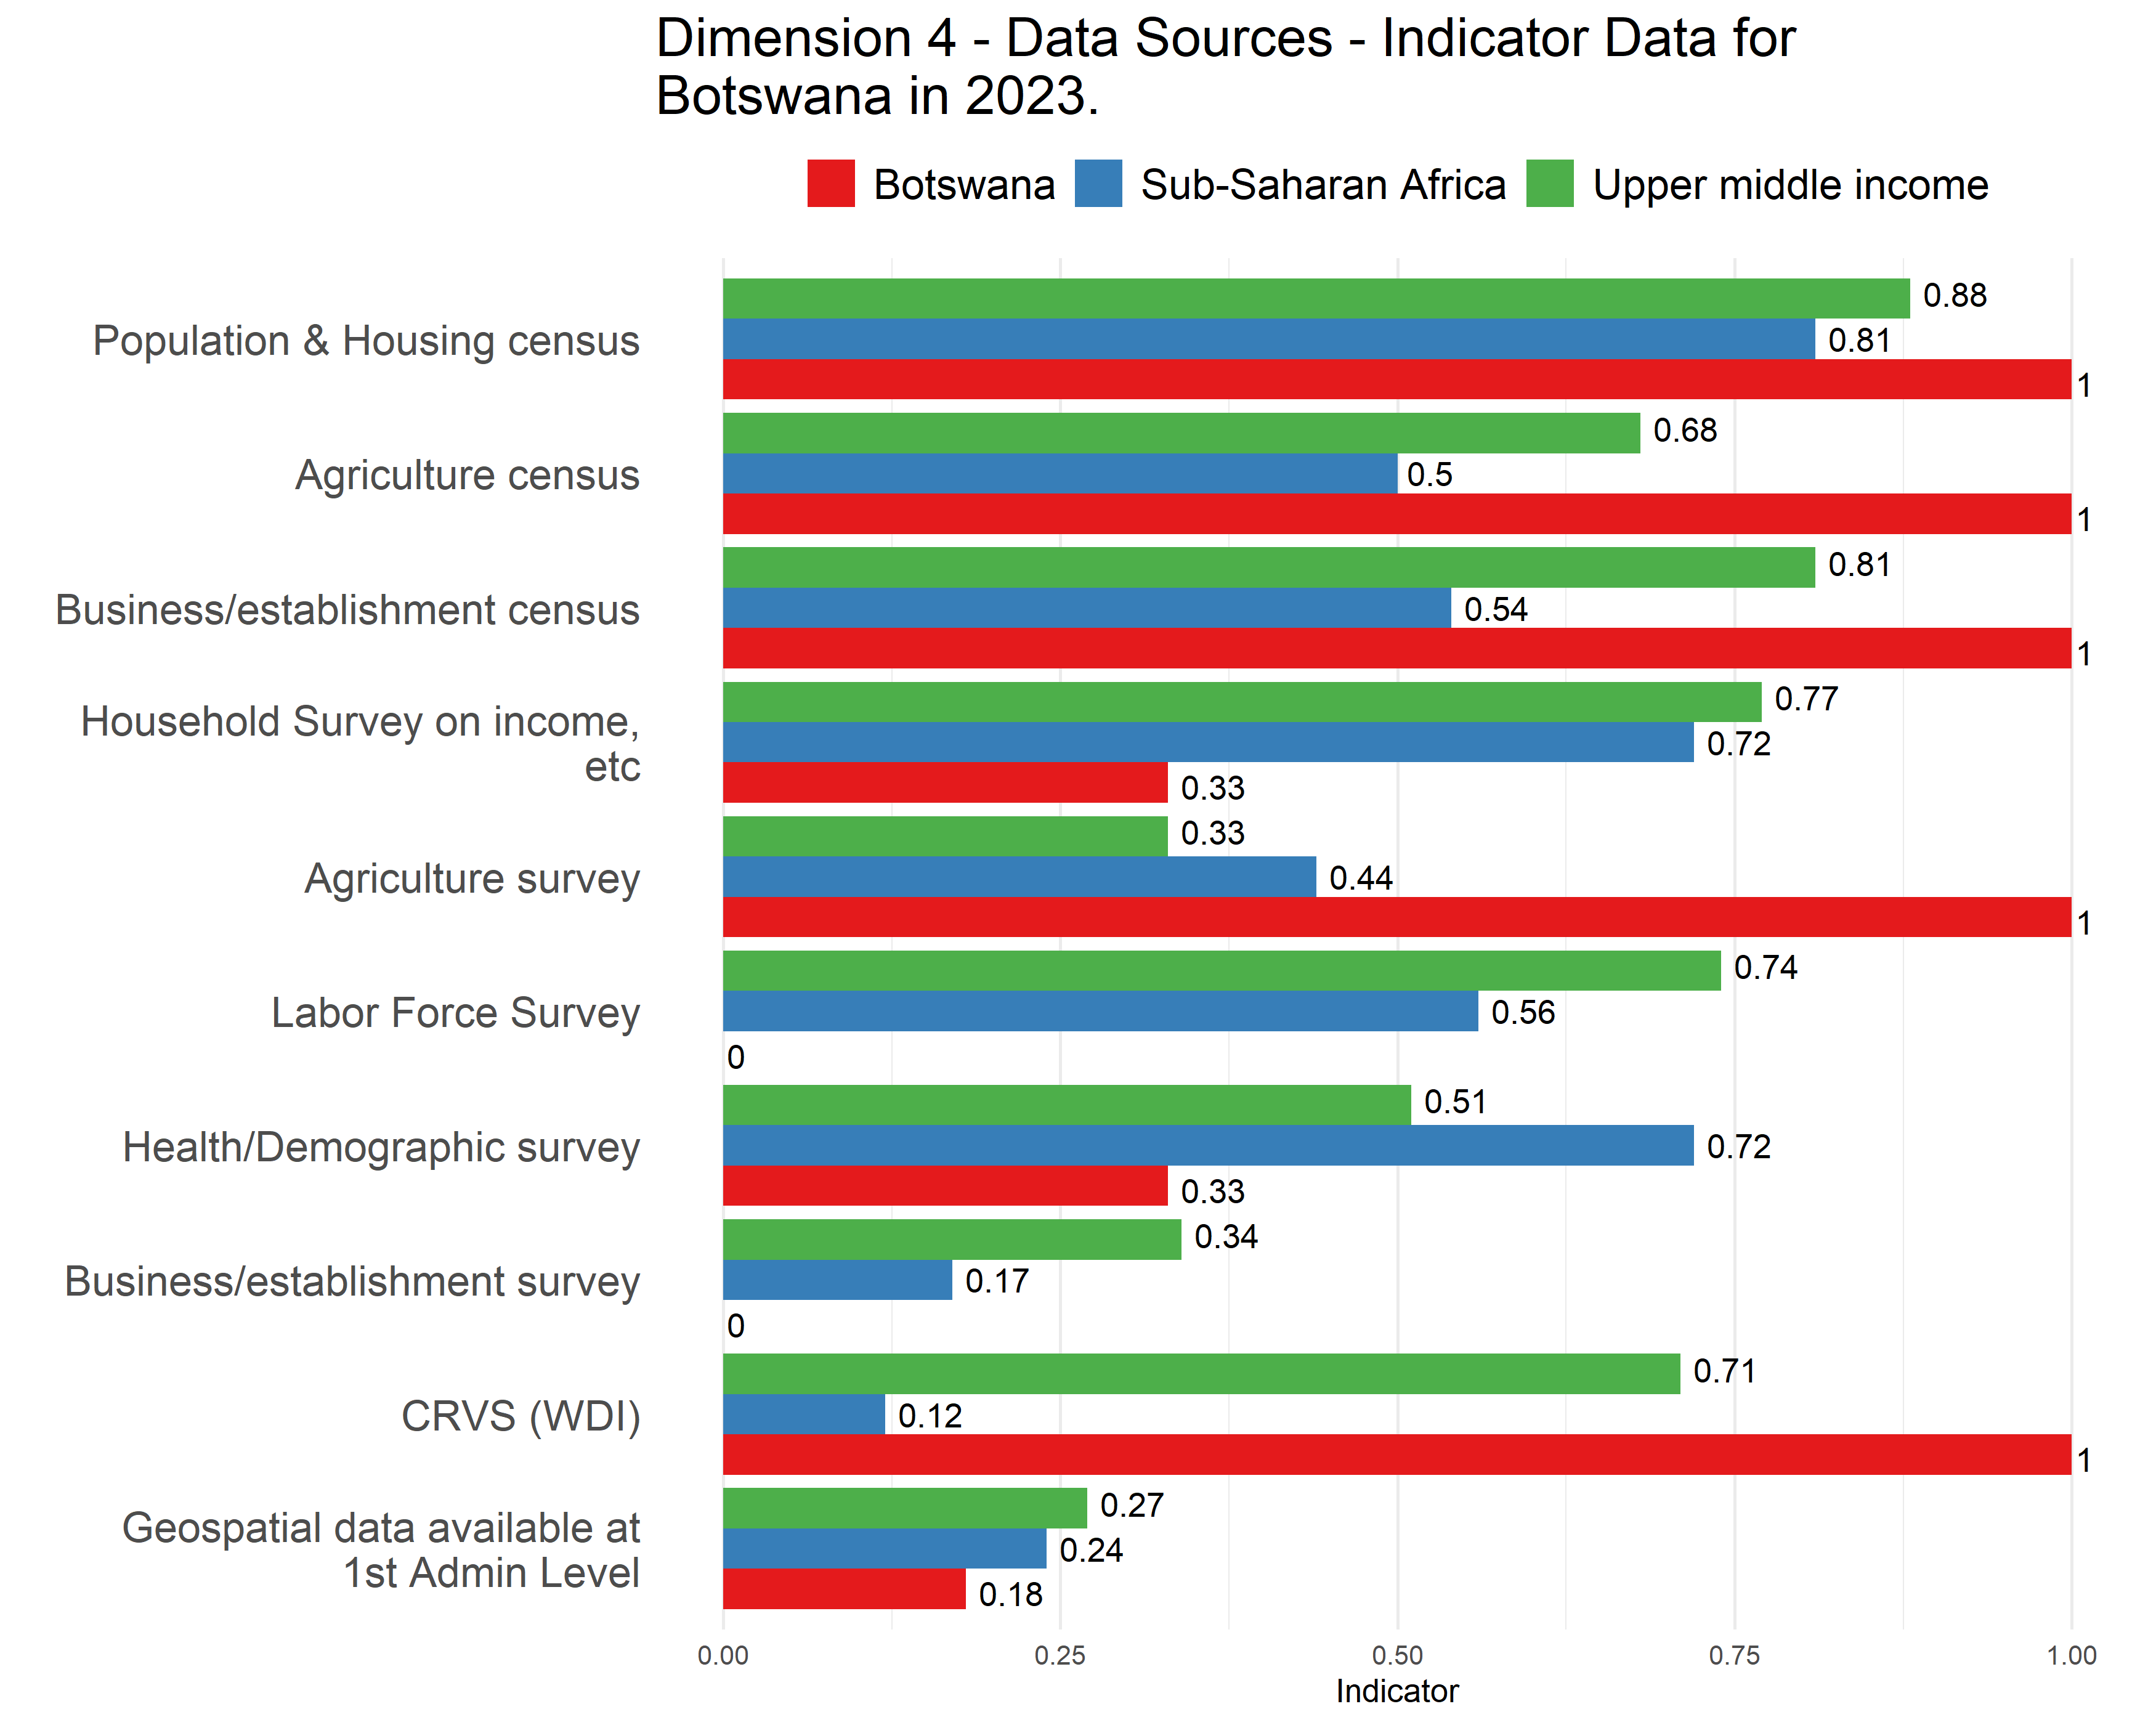 Dimension 4 - Data Sources - Indicator Data for
Botswana in 2023.
Botswana
Sub-Saharan Africa
Upper middle income
Population & Housing census
0.88
0.81
1
Agriculture census
0.68
0.5
1
Business/establishment census
0.81
0.54
1
Household Survey on income,
etc
0.77
0.72
0.33
Agriculture survey
0.33
0.44
1
Labor Force Survey
0.74
0.56
0
Health/Demographic survey
0.51
0.72
0.33
Business/establishment survey
0.34
0.17
0
CRVS (WDI)
0.71
0.12
1
Geospatial data available at
1st Admin Level
0.27
0.24
0.18
0.00
0.25
0.50
0.75
1.00
Indicator